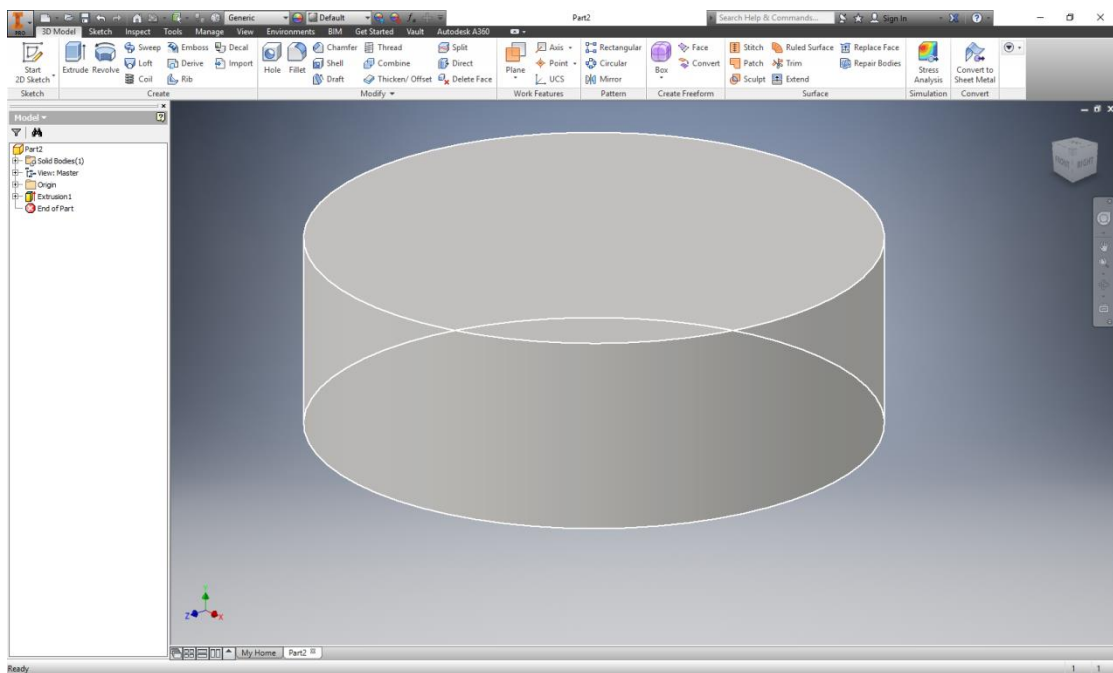 PRO
Generic
Default
Part2
Search Help & Commands...
Sign In
3D Model Sketch Inspect Tools Manage View Environments BIM Get Started Vault Autodesk A360
Start
2D Sketch
Extrude
Revolve
Sweep
Emboss
Decal
Loft
Derive
Import
Coil
Rib
Hole
Fillet
Chamfer
Thread
Split
Shell
Combine
Direct
Draft
Thicken/ Offset
Delete Face
Plane
Axis
Point
UCS
Rectangular
Circular
Mirror
Box
Face
Convert
Stitch
Ruled Surface
Replace Face
Patch
Trim
Repair Bodies
Sculpt
Extend
Stress
Analysis
Convert to
Sheet Metal
Sketch Create Modify Work Features Pattern Create Freeform Surface Simulation Convert
Model
Part2
Solid Bodies(1)
View: Master
Origin
Extrusion1
End of Part
FRONT RIGHT
Y
Z X
My Home Part2
Ready 1 1